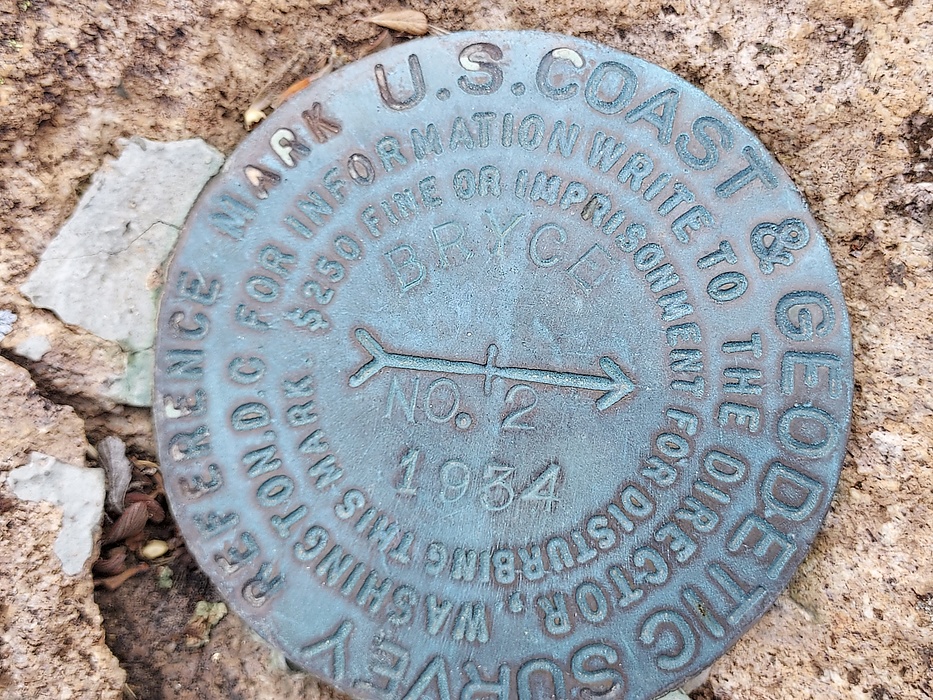 U.S. COAST & GEODETIC SURVEY
REFERENCE MARK
FOR INFORMATION WRITE TO THE DIRECTOR, WASHINGTON, D.C.
$250 FINE OR IMPRISONMENT FOR DISTURBING THIS MARK.
BRYCE
NO. 2
1934